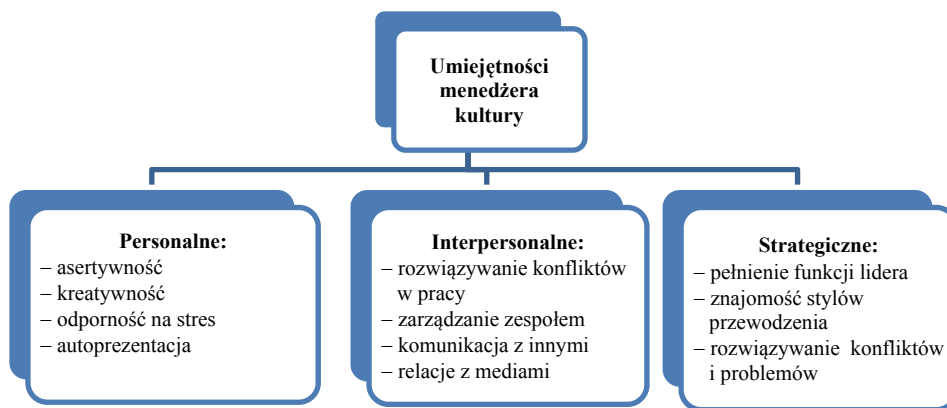 Umiejętności
menedżera
kultury
Personalne:
– asertywność
– kreatywność
– odporność na stres
– autoprezentacja
Interpersonalne:
– rozwiązywanie konfliktów
w pracy
– zarządzanie zespołem
– komunikacja z innymi
– relacje z mediami
Strategiczne:
– pełnienie funkcji lidera
– znajomość stylów
przewodzenia
– rozwiązywanie konfliktów
i problemów